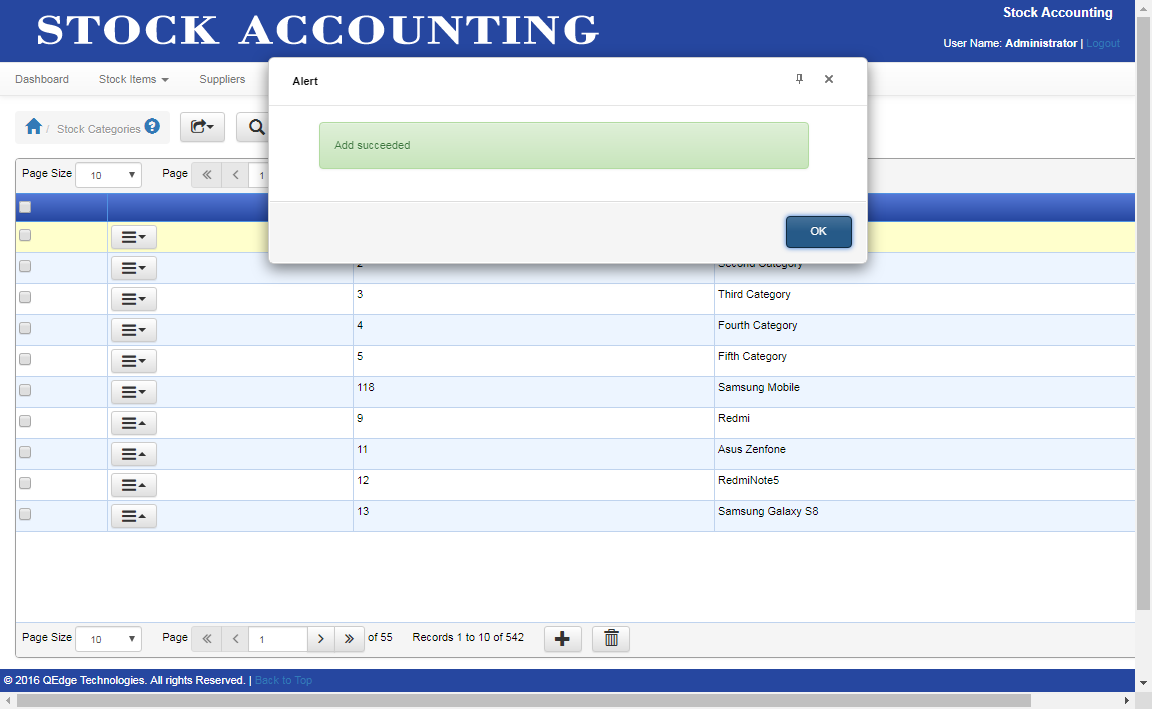 STOCK ACCOUNTING
Stock Accounting
User Name: Administrator | Logout
Dashboard Stock Items Suppliers
Alert
/ Stock Categories ?
Add succeeded
Page Size 10 Page 1
OK
2 Second Category
3 Third Category
4 Fourth Category
5 Fifth Category
118 Samsung Mobile
9 Redmi
11 Asus Zenfone
12 RedmiNote5
13 Samsung Galaxy S8
Page Size 10 Page 1 of 55 Records 1 to 10 of 542
© 2016 QEdge Technologies. All rights Reserved. | Back to Top